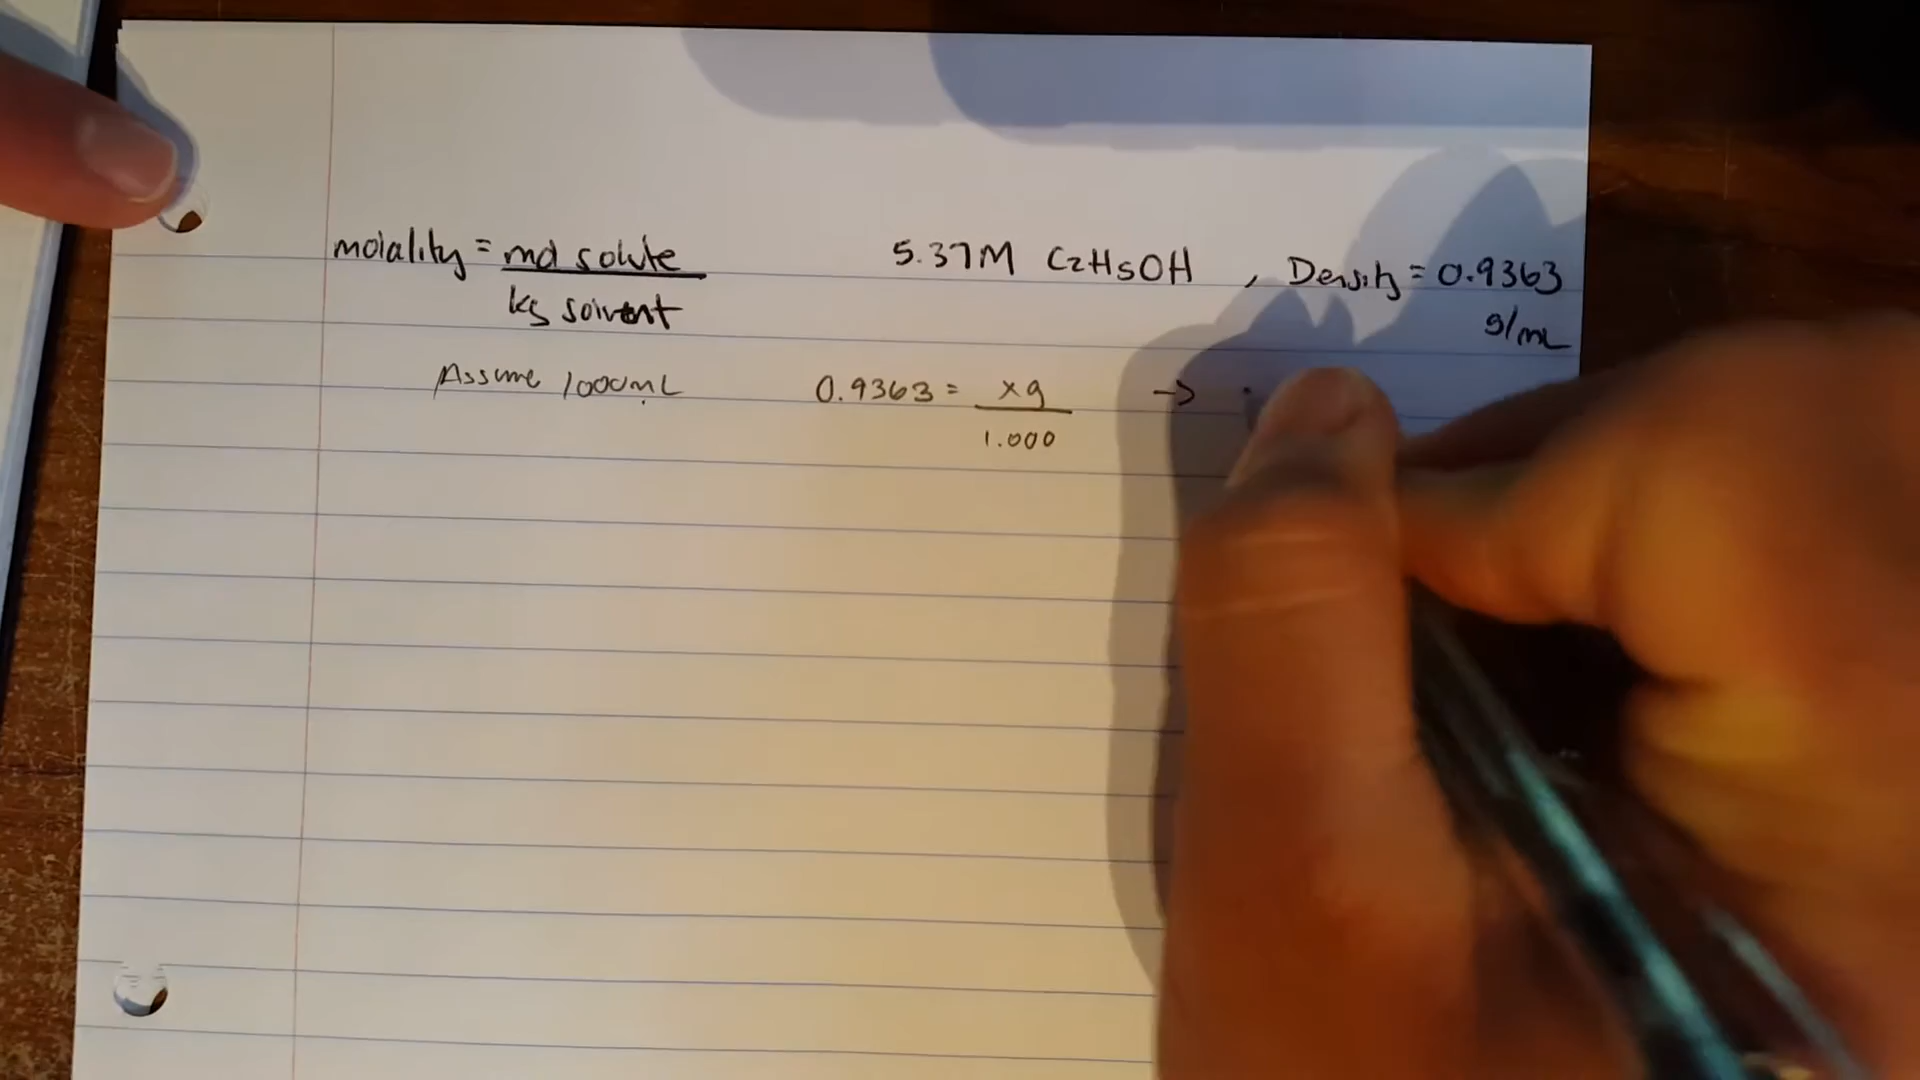 molality = mol solute 5.37M C2H5OH , Density = 0.9363
kg solvent g/mL
Assume 1000mL 0.9363 = xg →
1.000